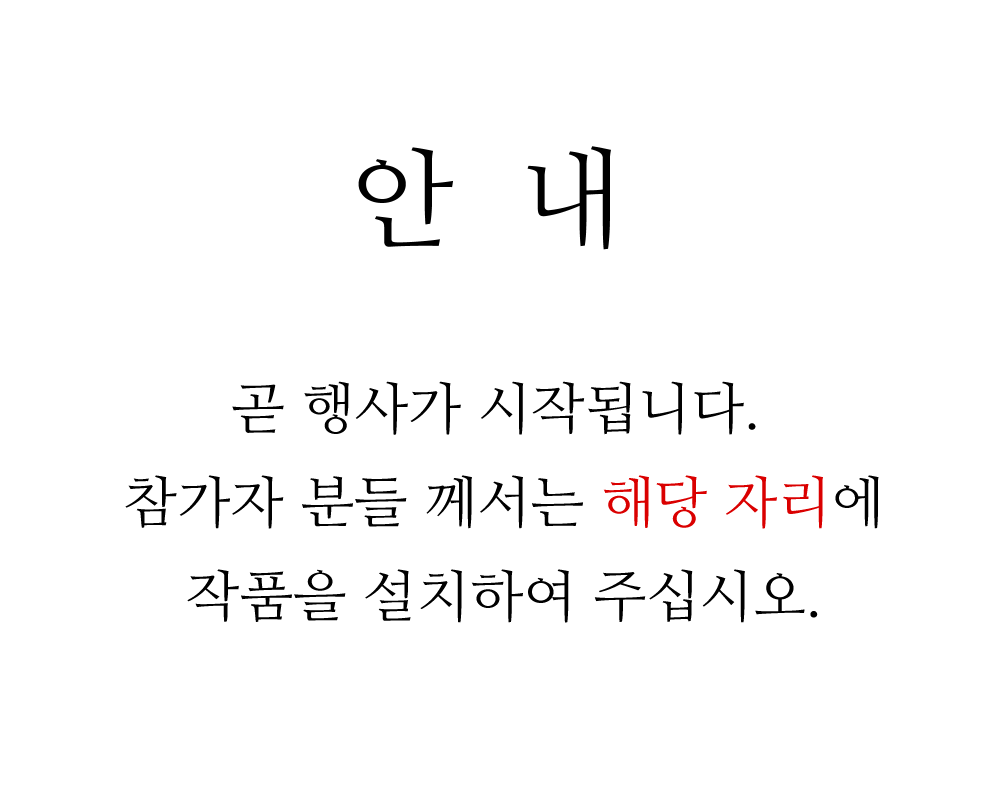 안 내
곧 행사가 시작됩니다.
참가자 분들 께서는 해당 자리에
작품을 설치하여 주십시오.